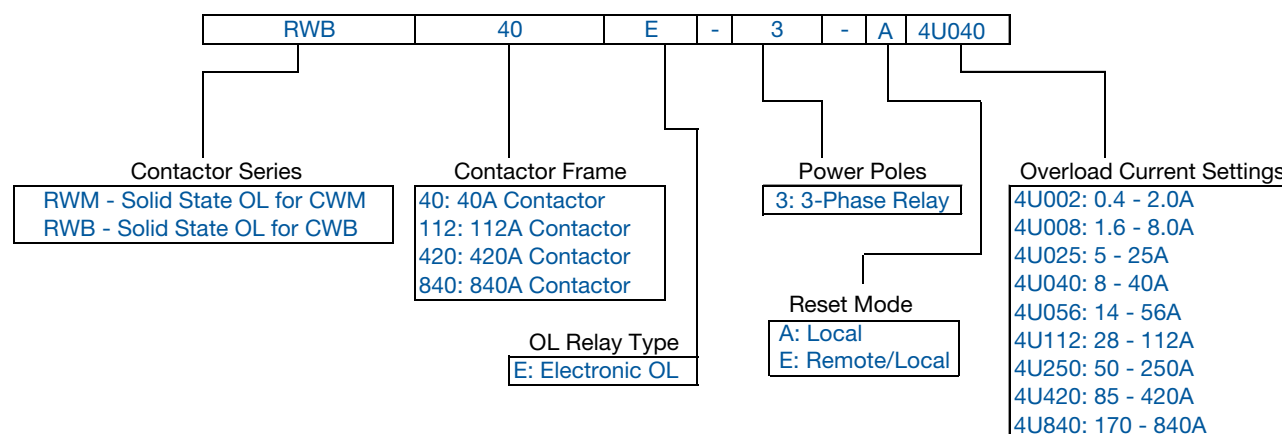 RWB 40 E - 3 - A 4U040
Contactor Series
RWM - Solid State OL for CWM
RWB - Solid State OL for CWB
Contactor Frame
40: 40A Contactor
112: 112A Contactor
420: 420A Contactor
840: 840A Contactor
OL Relay Type
E: Electronic OL
Power Poles
3: 3-Phase Relay
Reset Mode
A: Local
E: Remote/Local
Overload Current Settings
4U002: 0.4 - 2.0A
4U008: 1.6 - 8.0A
4U025: 5 - 25A
4U040: 8 - 40A
4U056: 14 - 56A
4U112: 28 - 112A
4U250: 50 - 250A
4U420: 85 - 420A
4U840: 170 - 840A